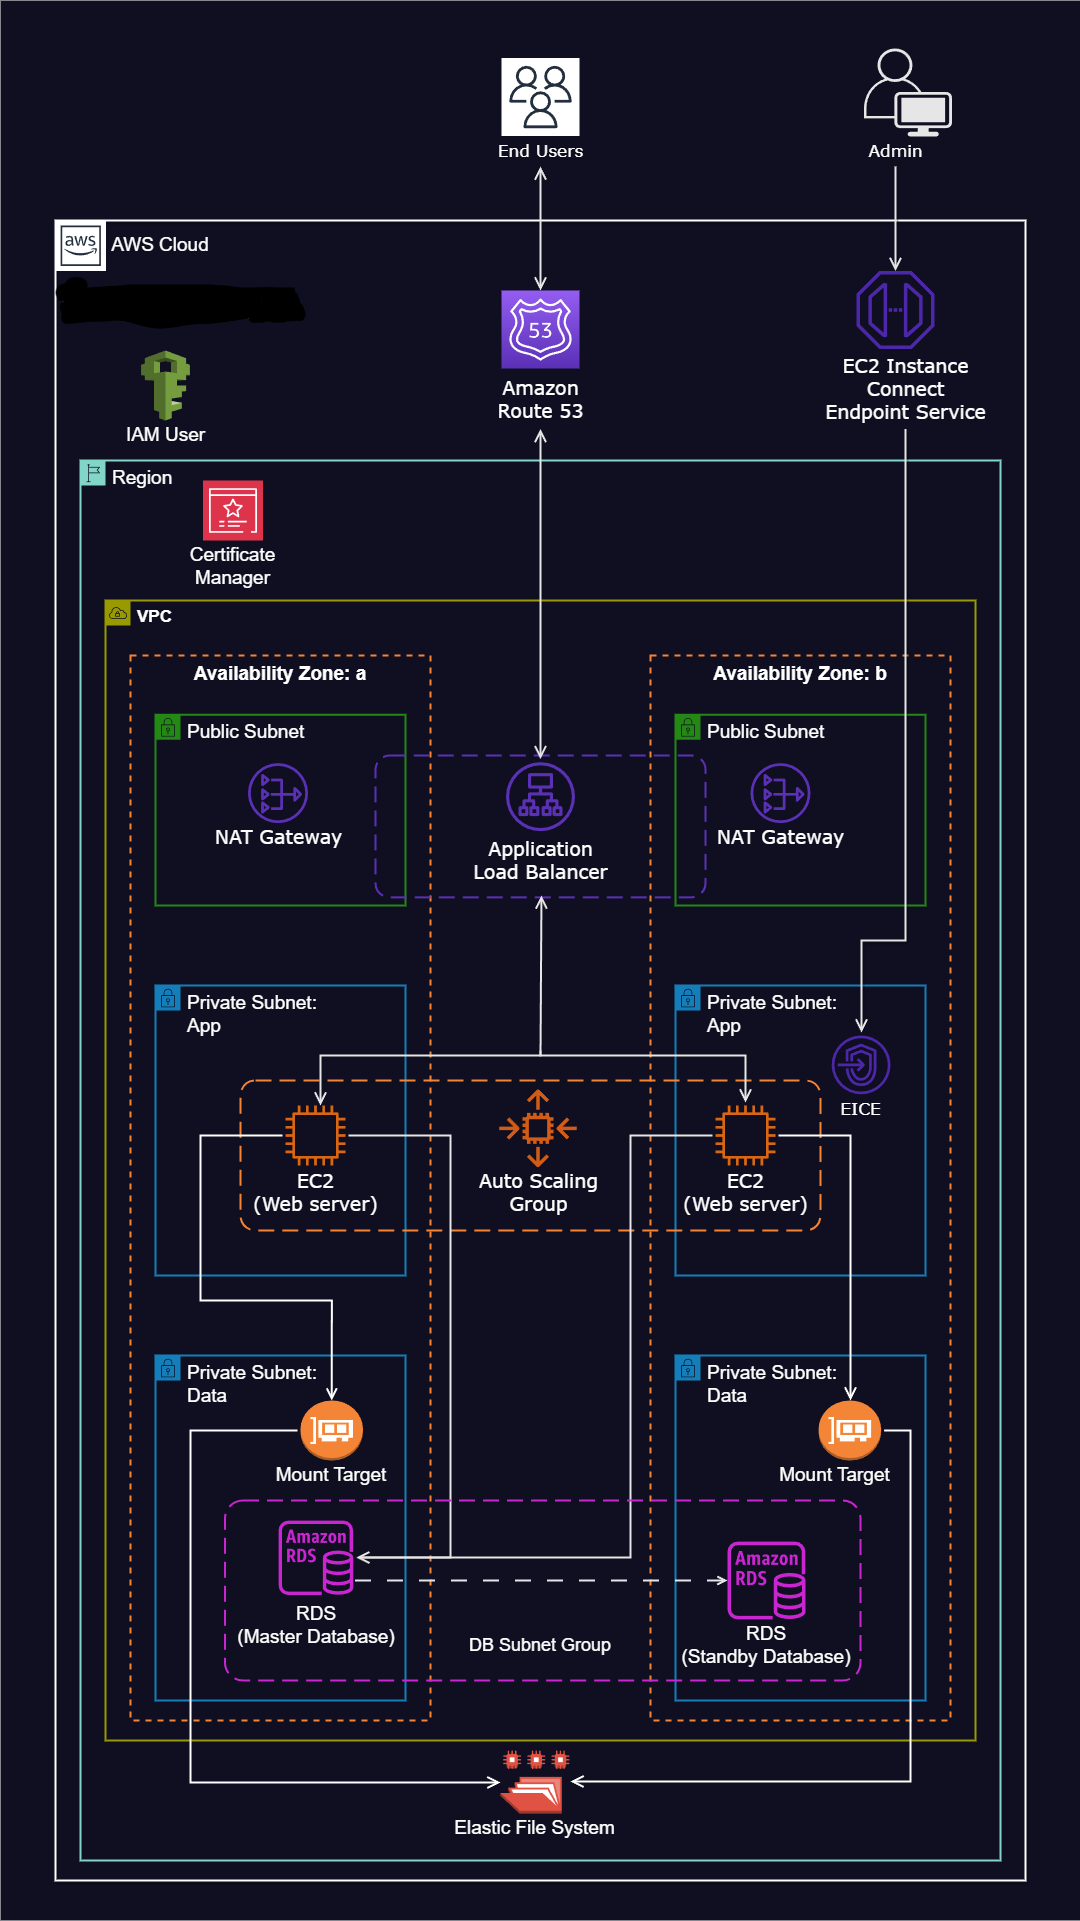 End Users
Admin
aws
AWS Cloud
53
Amazon
Route 53
EC2 Instance
Connect
Endpoint Service
IAM User
Region
Certificate
Manager
VPC
Availability Zone: a
Availability Zone: b
Public Subnet
Public Subnet
NAT Gateway
NAT Gateway
Application
Load Balancer
Private Subnet:
App
Private Subnet:
App
EICE
EC2
(Web server)
Auto Scaling
Group
EC2
(Web server)
Private Subnet:
Data
Private Subnet:
Data
Mount Target
Mount Target
Amazon
RDS
RDS
(Master Database)
Amazon
RDS
RDS
(Standby Database)
DB Subnet Group
Elastic File System